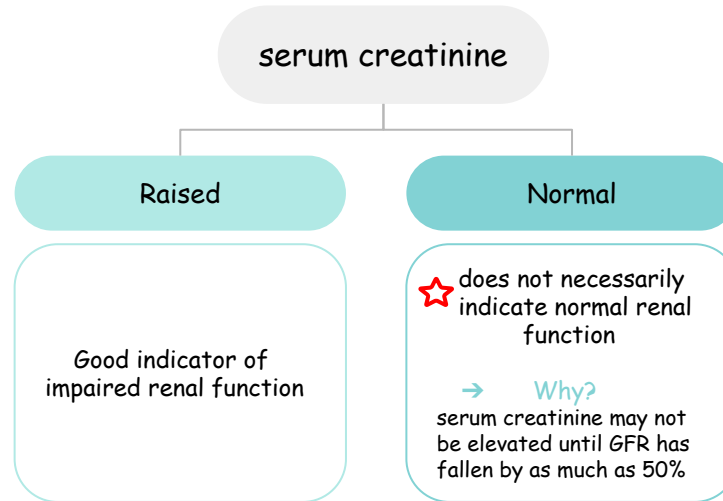 serum creatinine
Raised
Normal
Good indicator of
impaired renal function
does not necessarily
indicate normal renal
function
→ Why?
serum creatinine may not
be elevated until GFR has
fallen by as much as 50%